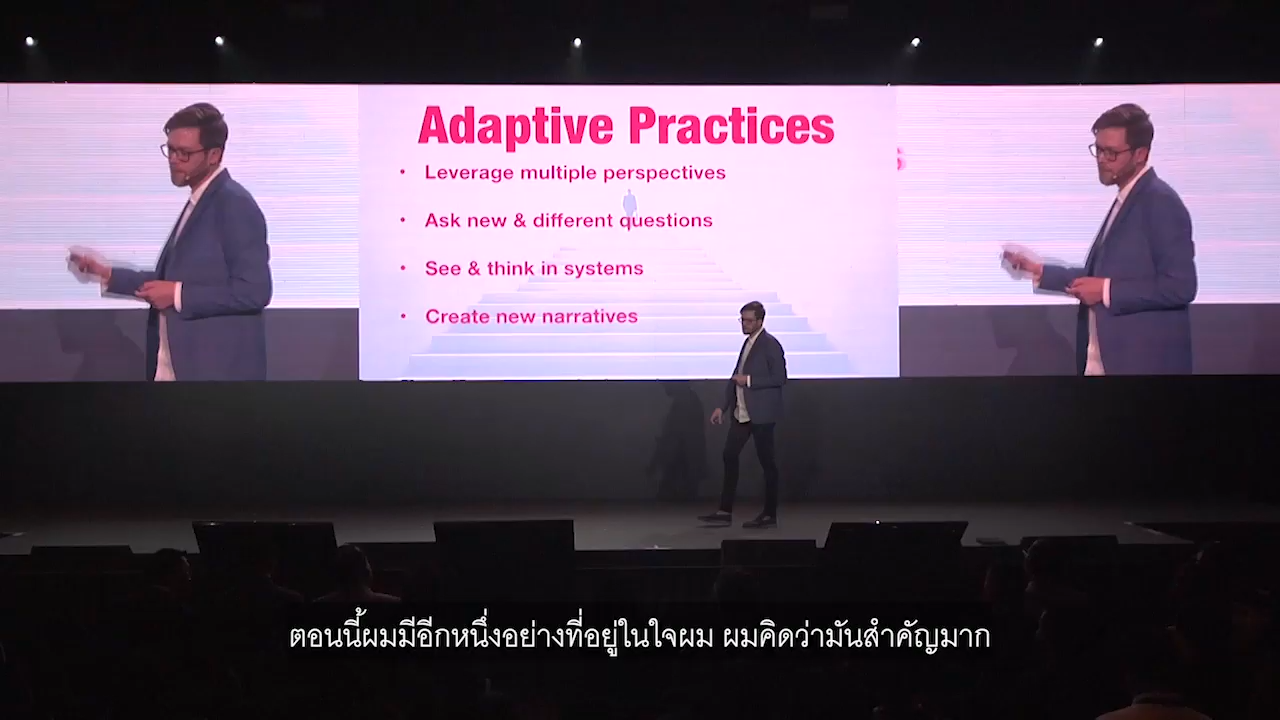 Adaptive Practices
• Leverage multiple perspectives
• Ask new & different questions
• See & think in systems
• Create new narratives
s
ตอนนี้ผมมีอีกหนึ่งอย่างที่อยู่ในใจผม ผมคิดว่ามันสำคัญมาก